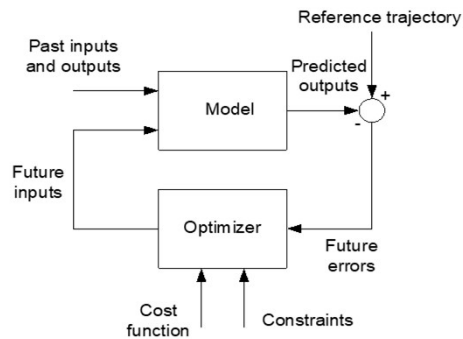 Reference trajectory
Past inputs
and outputs
Predicted
outputs
+
Model
-
Future
inputs
Optimizer
Future
errors
Cost
function
Constraints